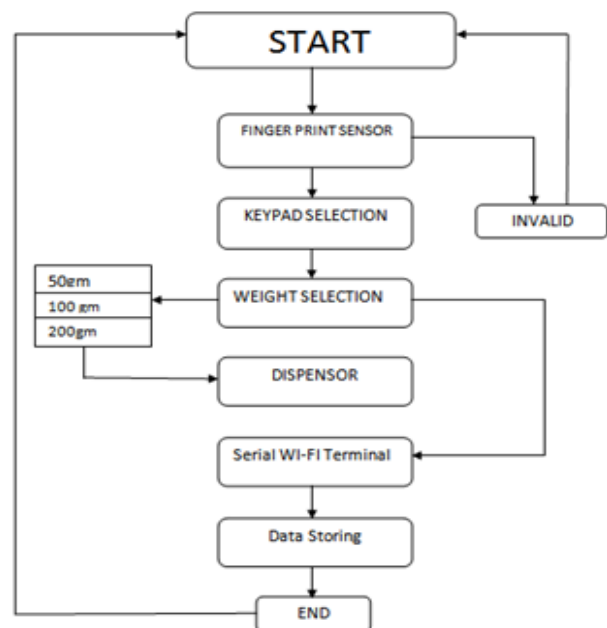 START
FINGER PRINT SENSOR
KEYPAD SELECTION
INVALID
50gm
100 gm
200gm
WEIGHT SELECTION
DISPENSOR
Serial WI-FI Terminal
Data Storing
END